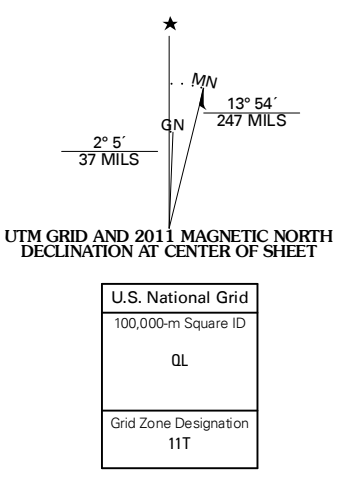 ★
MN
13° 54´
247 MILS
GN
2° 5´
37 MILS
UTM GRID AND 2011 MAGNETIC NORTH
DECLINATION AT CENTER OF SHEET
U.S. National Grid
100,000-m Square ID
QL
Grid Zone Designation
11T